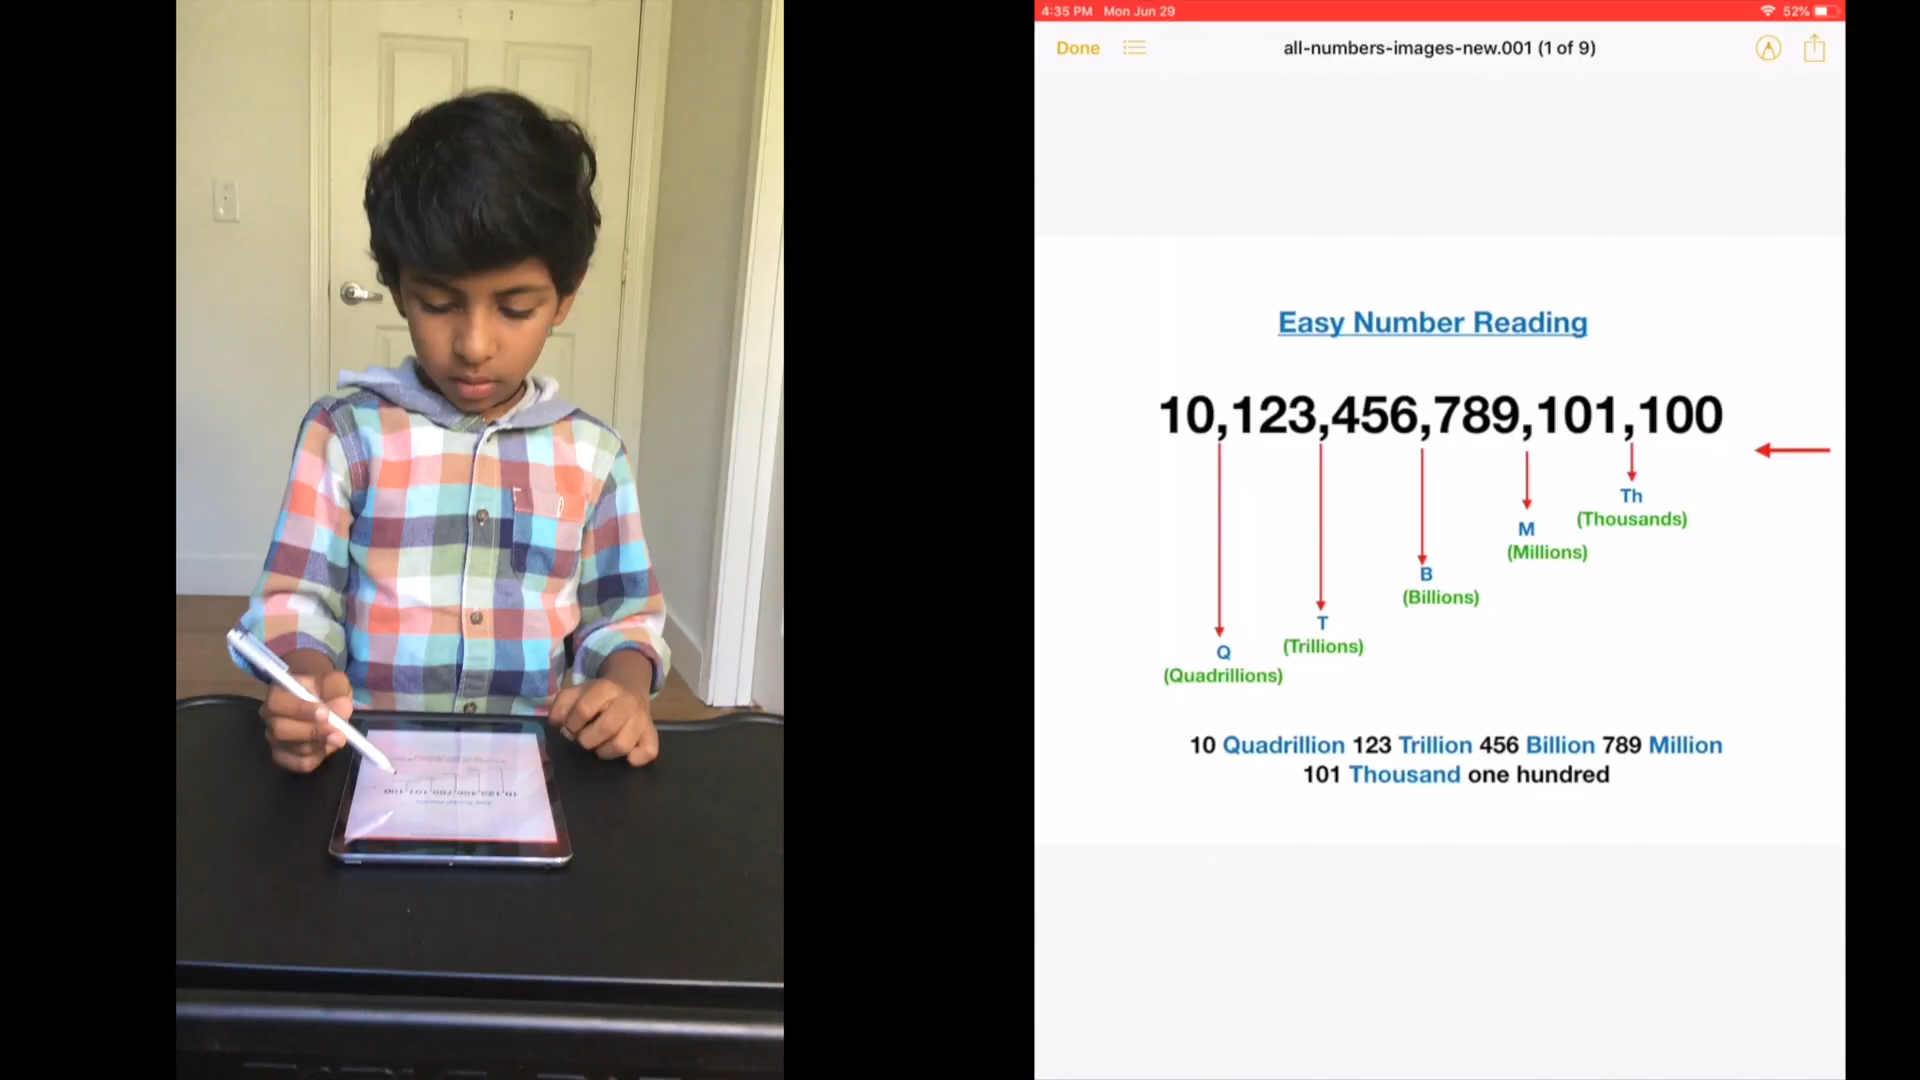 4:35 PM Mon Jun 29
52%
Done
all-numbers-images-new.001 (1 of 9)
Easy Number Reading
10,123,456,789,101,100
Th
(Thousands)
M
(Millions)
B
(Billions)
T
(Trillions)
Q
(Quadrillions)
10 Quadrillion 123 Trillion 456 Billion 789 Million
101 Thousand one hundred